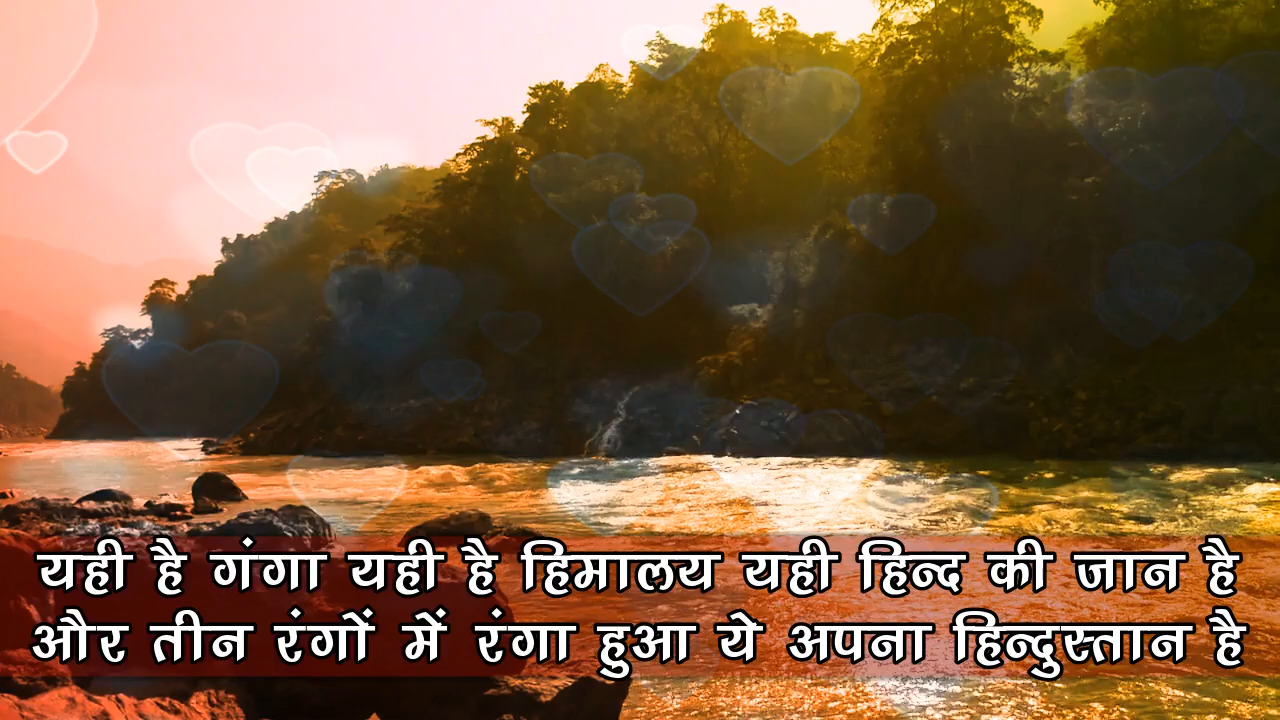 यही है गंगा यही है हिमालय यही हिन्द की जान है
और तीन रंगों में रंगा हुआ ये अपना हिन्दुस्तान है